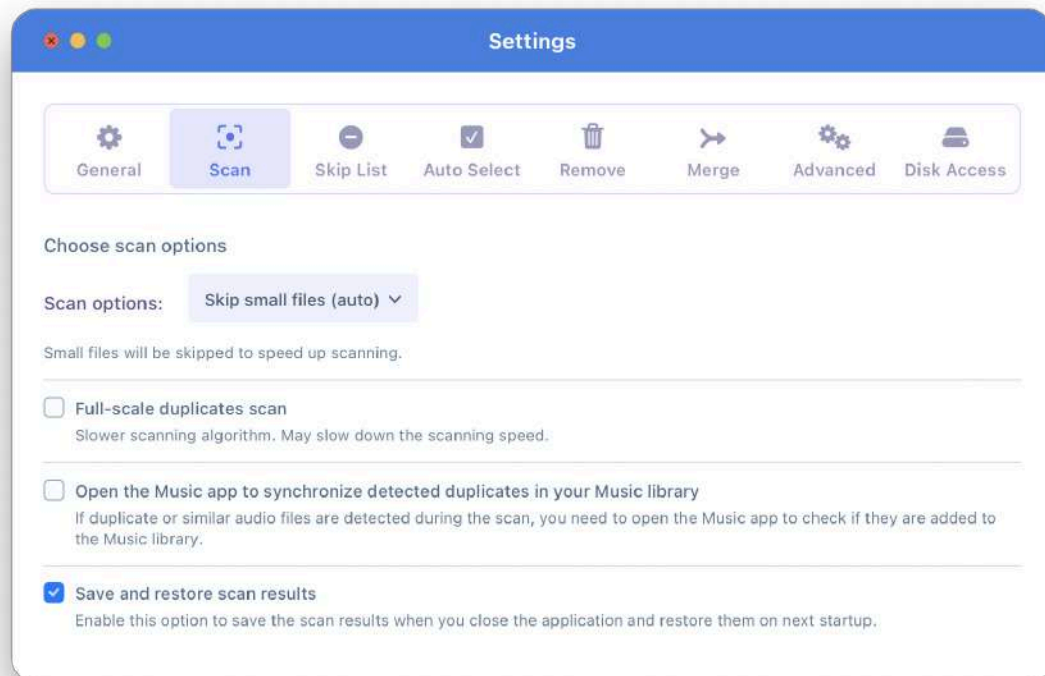 Settings
General Scan Skip List Auto Select Remove Merge Advanced Disk Access
Choose scan options
Scan options: Skip small files (auto)
Small files will be skipped to speed up scanning.
Full-scale duplicates scan
Slower scanning algorithm. May slow down the scanning speed.
Open the Music app to synchronize detected duplicates in your Music library
If duplicate or similar audio files are detected during the scan, you need to open the Music app to check if they are added to
the Music library.
Save and restore scan results
Enable this option to save the scan results when you close the application and restore them on next startup.